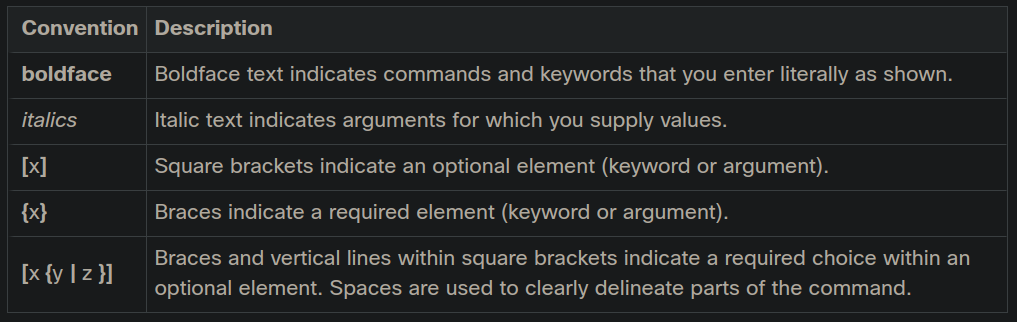 Convention Description
boldface Boldface text indicates commands and keywords that you enter literally as shown.
italics Italic text indicates arguments for which you supply values.
[x] Square brackets indicate an optional element (keyword or argument).
{x} Braces indicate a required element (keyword or argument).
[x {y | z }] Braces and vertical lines within square brackets indicate a required choice within an
optional element. Spaces are used to clearly delineate parts of the command.